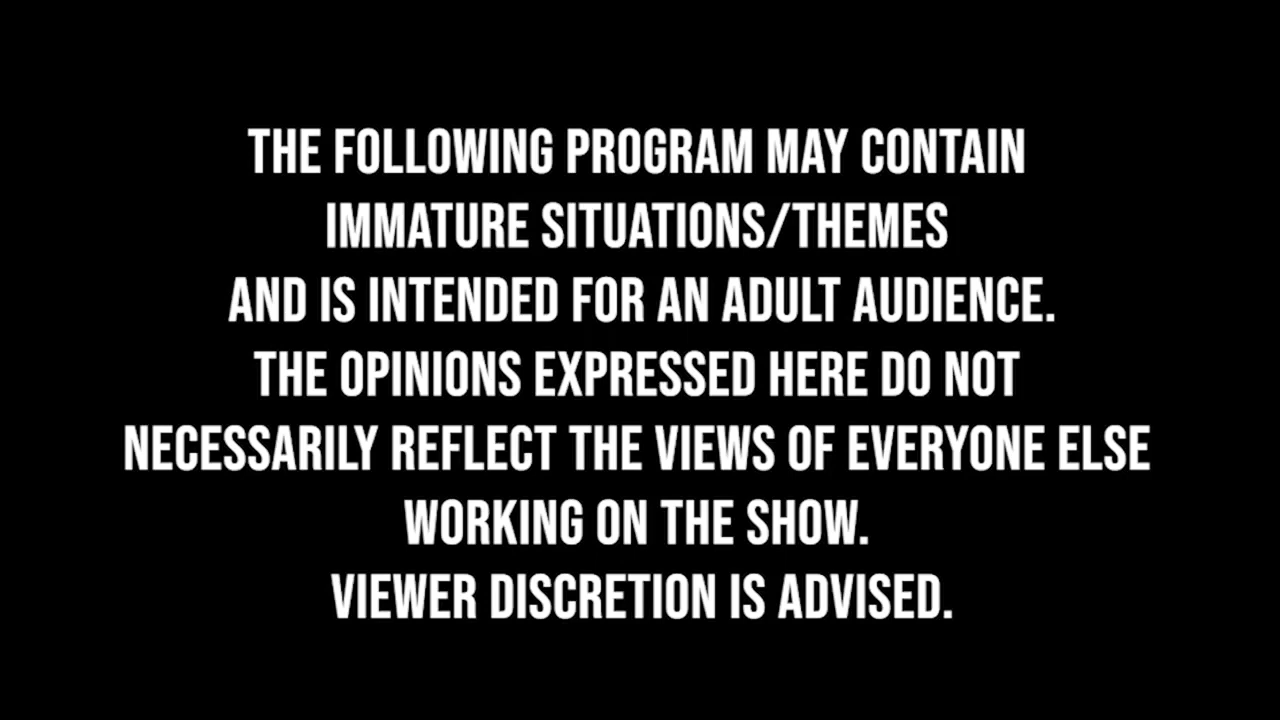 THE FOLLOWING PROGRAM MAY CONTAIN
IMMATURE SITUATIONS/THEMES
AND IS INTENDED FOR AN ADULT AUDIENCE.
THE OPINIONS EXPRESSED HERE DO NOT
NECESSARILY REFLECT THE VIEWS OF EVERYONE ELSE
WORKING ON THE SHOW.
VIEWER DISCRETION IS ADVISED.